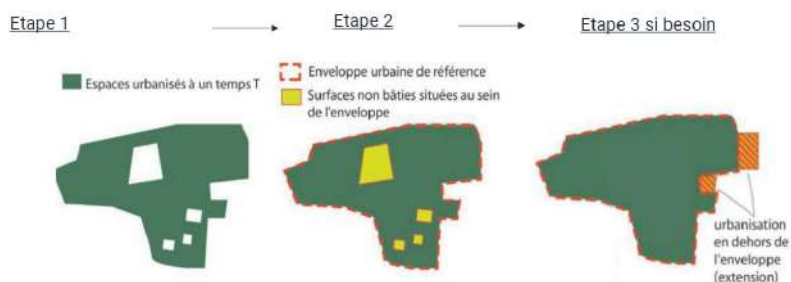 Etape 1
Etape 2
Etape 3 si besoin
Espaces urbanisés à un temps T
Enveloppe urbaine de référence
Surfaces non bâties situées au sein
de l'enveloppe
urbanisation
en dehors de
l'enveloppe
(extension)